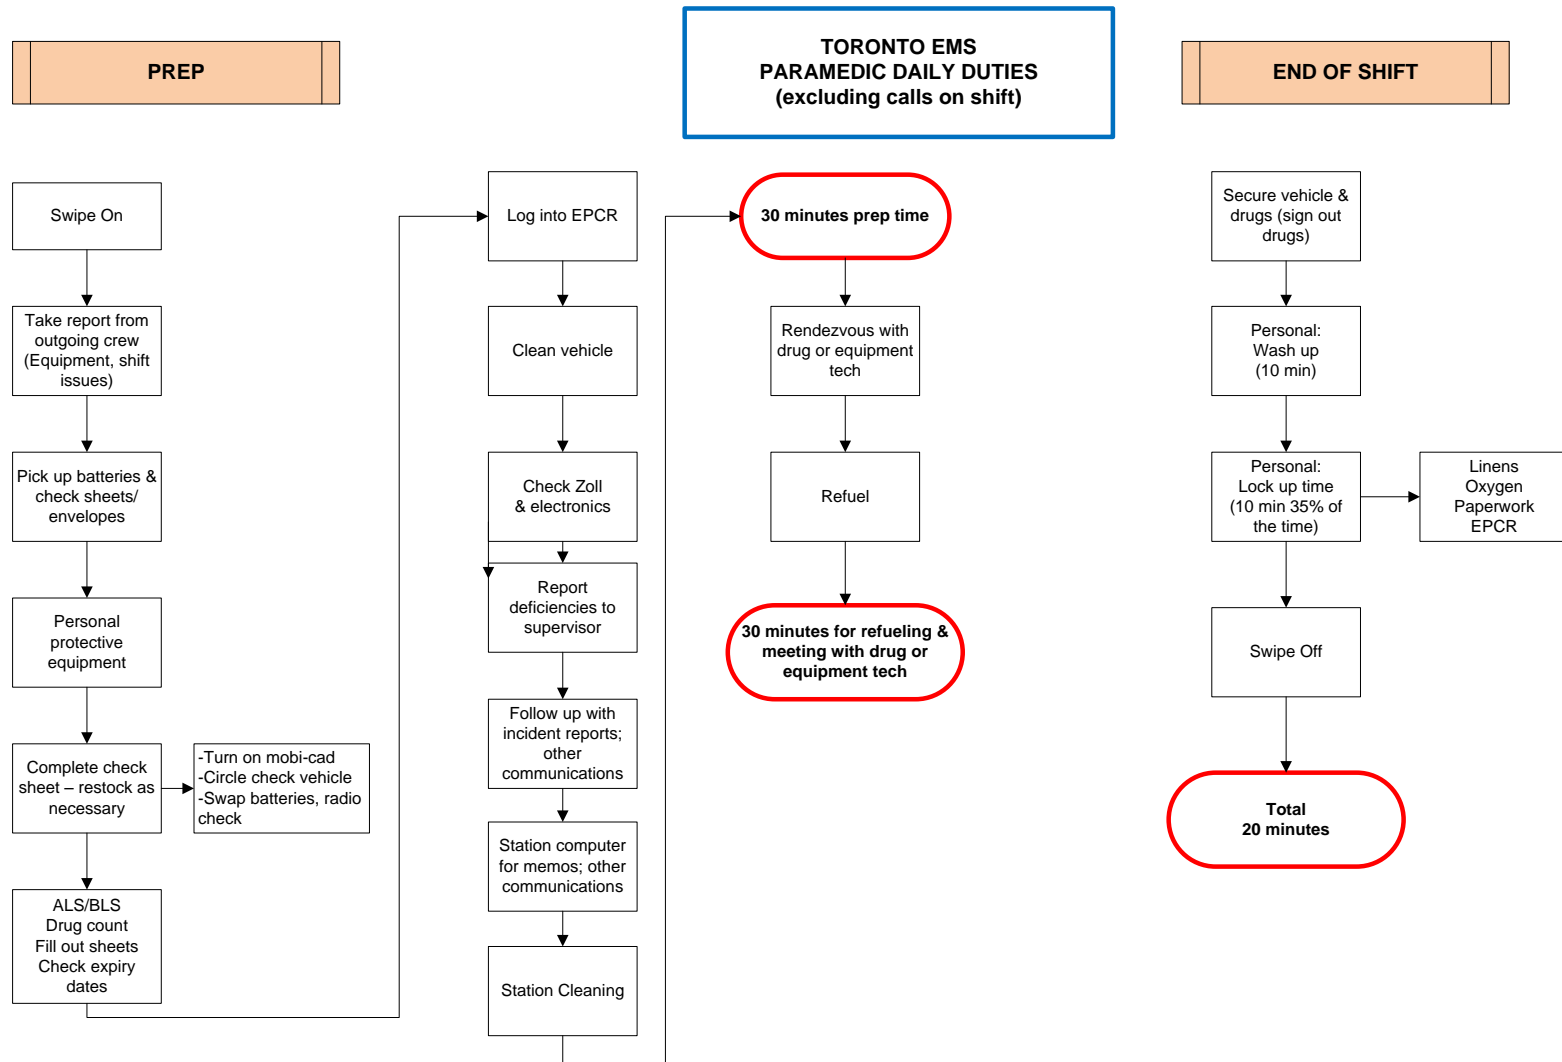 PREP
TORONTO EMS
PARAMEDIC DAILY DUTIES
(excluding calls on shift)
END OF SHIFT
Swipe On
Take report from
outgoing crew
(Equipment, shift
issues)
Pick up batteries &
check sheets/
envelopes
Personal
protective
equipment
Complete check
sheet – restock as
necessary
-Turn on mobi-cad
-Circle check vehicle
-Swap batteries, radio
check
ALS/BLS
Drug count
Fill out sheets
Check expiry
dates
Log into EPCR
Clean vehicle
Check Zoll
& electronics
Report
deficiencies to
supervisor
Follow up with
incident reports;
other
communications
Station computer
for memos; other
communications
Station Cleaning
30 minutes prep time
Rendezvous with
drug or equipment
tech
Refuel
30 minutes for refueling &
meeting with drug or
equipment tech
Secure vehicle &
drugs (sign out
drugs)
Personal:
Wash up
(10 min)
Personal:
Lock up time
(10 min 35% of
the time)
Linens
Oxygen
Paperwork
EPCR
Swipe Off
Total
20 minutes